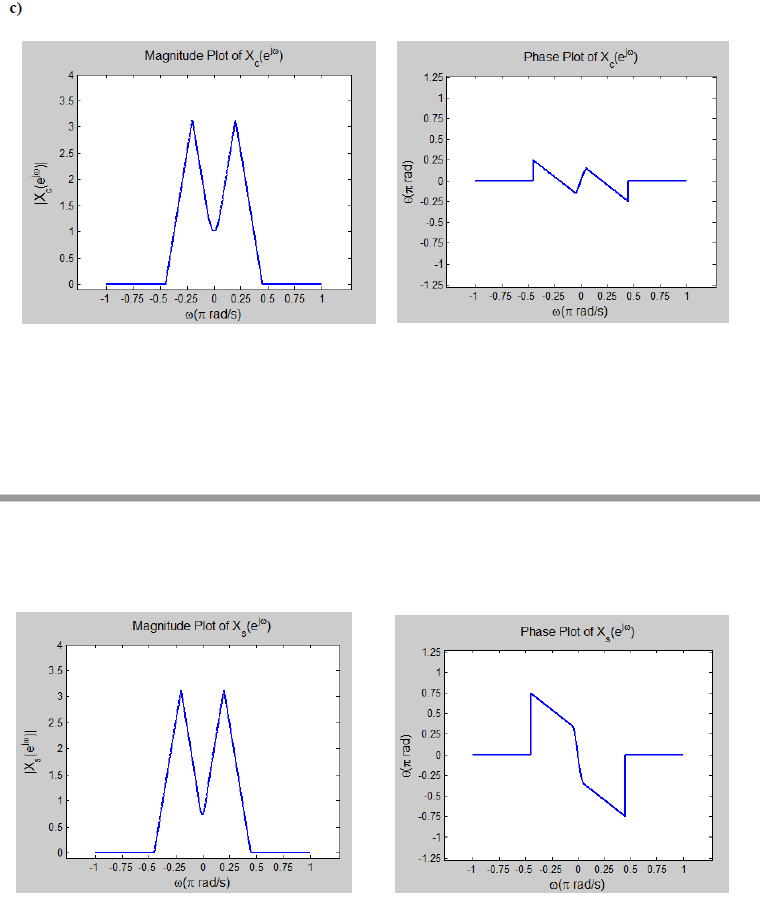 c)
Magnitude Plot of X_c(e^jω)
4
3.5
3
2.5
2
1.5
1
0.5
0
|X_c(e^jω)|
-1 -0.75 -0.5 -0.25 0 0.25 0.5 0.75 1
ω(π rad/s)
Phase Plot of X_c(e^jω)
1.25
1
0.75
0.5
0.25
0
-0.25
-0.5
-0.75
-1
-1.25
θ(π rad)
-1 -0.75 -0.5 -0.25 0 0.25 0.5 0.75 1
ω(π rad/s)
Magnitude Plot of X_s(e^jω)
4
3.5
3
2.5
2
1.5
1
0.5
0
|X_s(e^jω)|
-1 -0.75 -0.5 -0.25 0 0.25 0.5 0.75 1
ω(π rad/s)
Phase Plot of X_s(e^jω)
1.25
1
0.75
0.5
0.25
0
-0.25
-0.5
-0.75
-1
-1.25
θ(π rad)
-1 -0.75 -0.5 -0.25 0 0.25 0.5 0.75 1
ω(π rad/s)